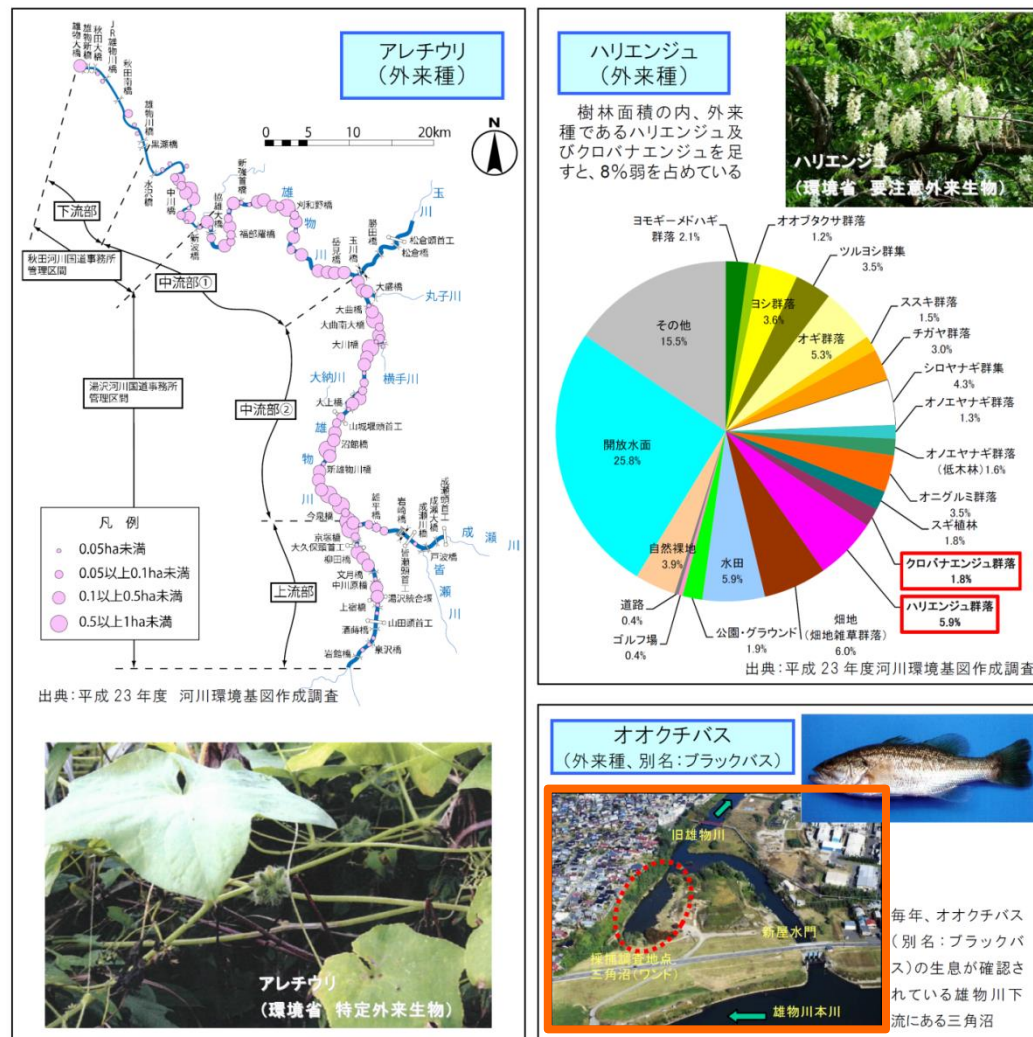 アレチウリ
(外来種)
雄物大橋
雄物新橋
秋田大橋
JR雄物川橋
秋田南橋
雄物川橋
黒瀬橋
水沢橋
中川橋
新波橋
協雄大橋
福部羅橋
新強首橋
刈和野橋
岳見橋
玉川橋
勝田橋
松倉頭首工
松倉橋
玉川
雄物川
大盛橋
丸子川
大曲橋
大曲南大橋
大川橋
横手川
大納川
大上橋
山城堰頭首工
沼館橋
新雄物川橋
雄物川
今泉橋
雄平橋
岩崎橋
皆瀬頭首工
成瀬川橋
成瀬大橋
成瀬頭首工
戸波橋
成瀬川
皆瀬川
京塚橋
大久保頭首工
柳田橋
文月橋
中川原橋
湯沢統合堰
上宿橋
山田頭首工
酒蒔橋
泉沢橋
岩館橋
0 5 10 20km
N
下流部
秋田河川国道事務所
管理区間
中流部①
湯沢河川国道事務所
管理区間
中流部②
上流部
凡 例
0.05ha未満
0.05以上0.1ha未満
0.1以上0.5ha未満
0.5以上1ha未満
出典:平成23年度 河川環境基図作成調査
アレチウリ
(環境省 特定外来生物)
ハリエンジュ
(外来種)
樹林面積の内、外来
種であるハリエンジュ及
びクロバナエンジュを足
すと、8%弱を占めている
ハリエンジュ
(環境省 要注意外来生物)
ヨモギーメドハギ
群落 2.1%
オオブタクサ群落
1.2%
ツルヨシ群集
3.5%
ヨシ群落
3.6%
オギ群落
5.3%
ススキ群落
1.5%
チガヤ群落
3.0%
シロヤナギ群集
4.3%
オノエヤナギ群落
1.3%
オノエヤナギ群落
(低木林)1.6%
オニグルミ群落
3.5%
スギ植林
1.8%
クロバナエンジュ群落
1.8%
ハリエンジュ群落
5.9%
畑地
(畑地雑草群落)
6.0%
水田
5.9%
公園・グラウンド
1.9%
ゴルフ場
0.4%
道路
0.4%
自然裸地
3.9%
開放水面
25.8%
その他
15.5%
出典:平成23年度河川環境基図作成調査
オオクチバス
(外来種、別名:ブラックバス)
旧雄物川
新屋水門
採捕調査地点
三角沼(ワンド)
雄物川本川
毎年、オオクチバス
(別名:ブラックバ
ス)の生息が確認さ
れている雄物川下
流にある三角沼